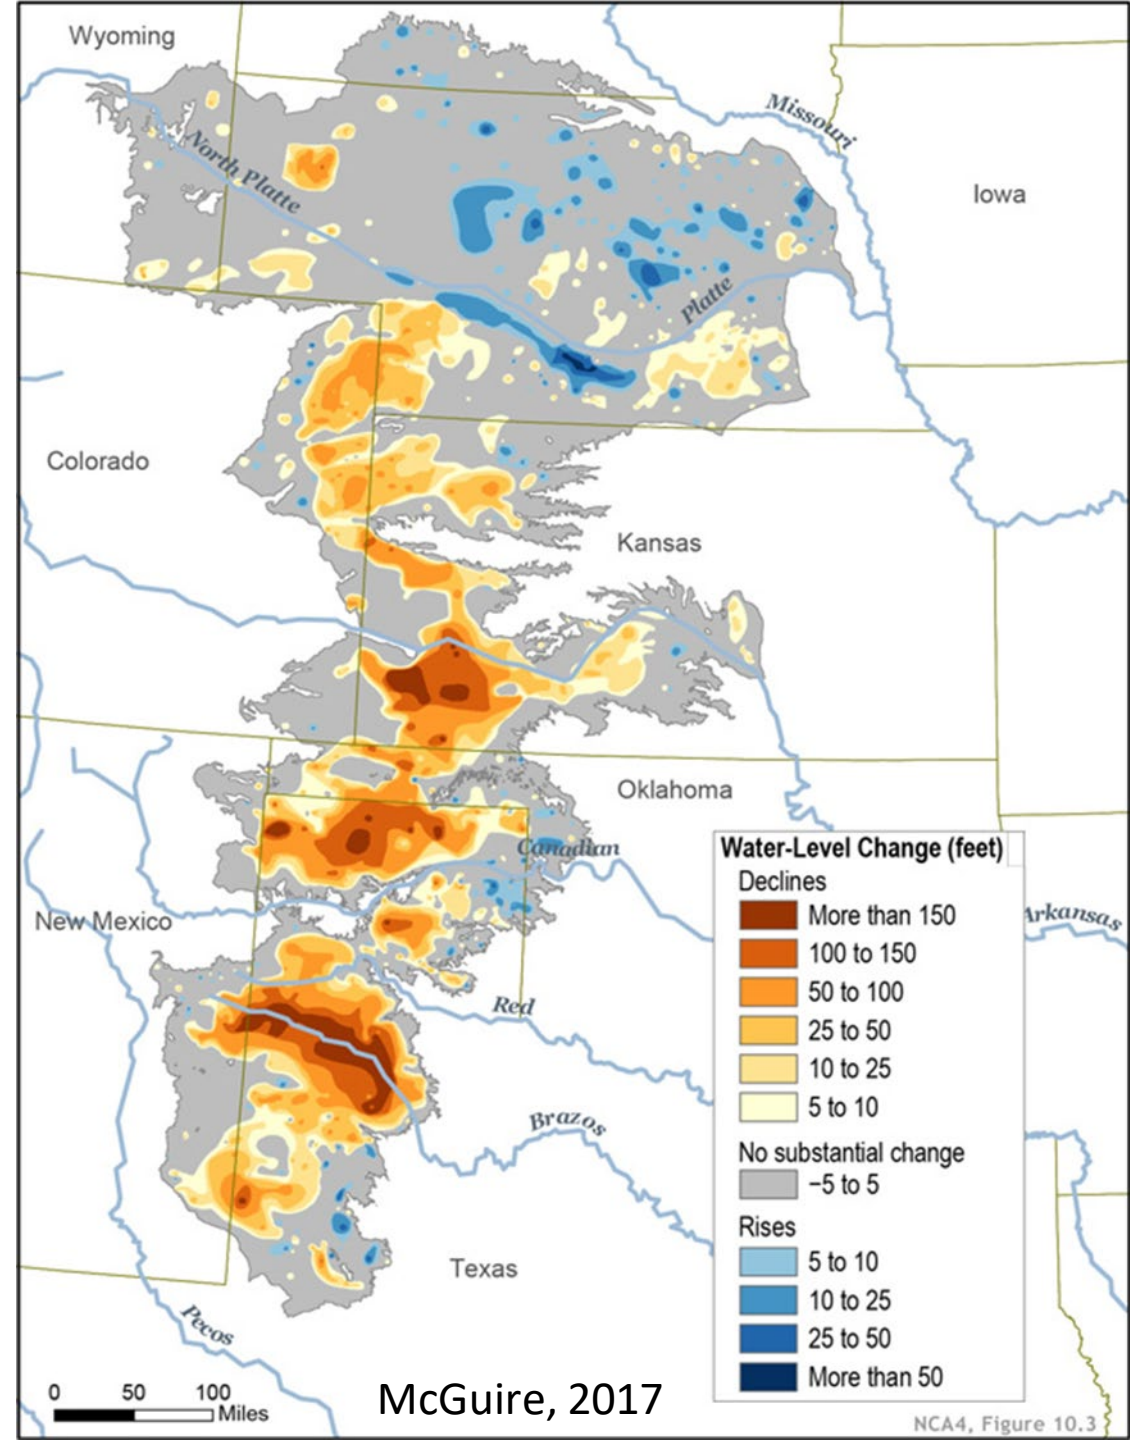 Wyoming
Missouri
North Platte
Iowa
Platte
Colorado
Kansas
Oklahoma
Canadian
New Mexico
Arkansas
Red
Brazos
Texas
Pecos
Water-Level Change (feet)
Declines
More than 150
100 to 150
50 to 100
25 to 50
10 to 25
5 to 10
No substantial change
−5 to 5
Rises
5 to 10
10 to 25
25 to 50
More than 50
0 50 100
Miles
McGuire, 2017
NCA4, Figure 10.3